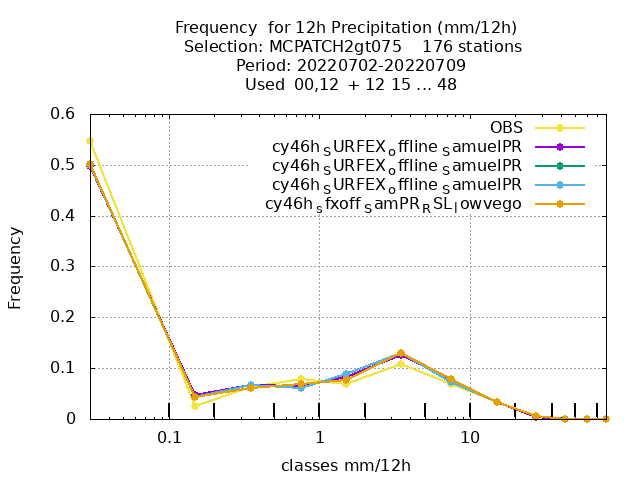 Frequency for 12h Precipitation (mm/12h)
Selection: MCPATCH2gt075 176 stations
Period: 20220702-20220709
Used 00,12 + 12 15 ... 48
0.6
0.5
0.4
0.3
0.2
0.1
0
Frequency
OBS
cy46h_SURFEX_offline_SamuelPR
cy46h_SURFEX_offline_SamuelPR
cy46h_SURFEX_offline_SamuelPR
cy46h_sfxoff_SamPR_RSL_lowvego
0.1 1 10
classes mm/12h